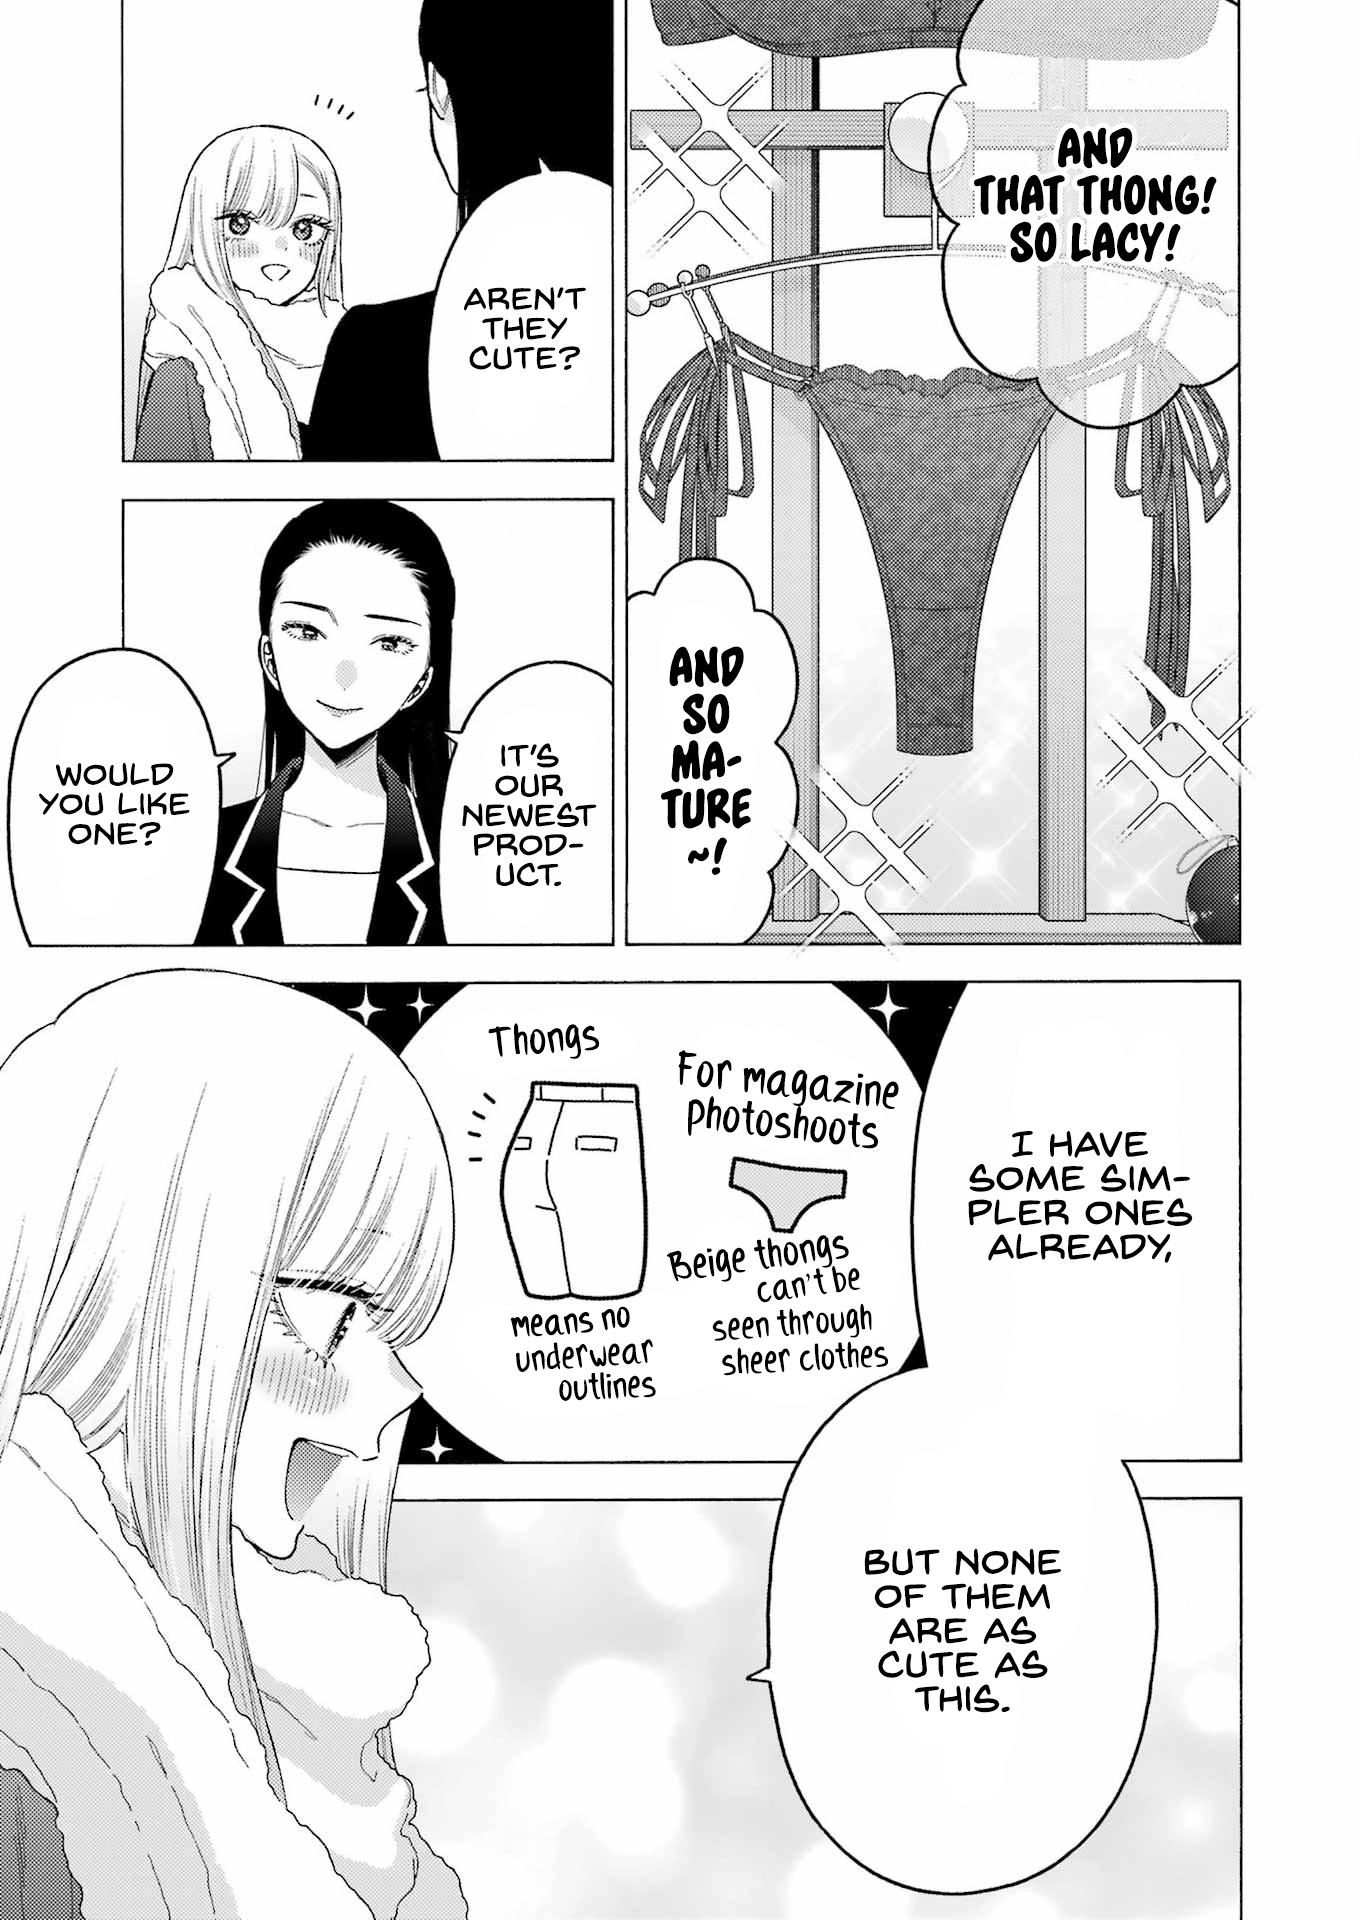 AND
THAT THONG!
SO LACY!
AND
SO
MA-
TURE
~!
AREN'T
THEY
CUTE?
IT'S
OUR
NEWEST
PROD-
UCT.
WOULD
YOU LIKE
ONE?
I HAVE
SOME SIM-
PLER ONES
ALREADY,
For magazine
Photoshoots
Beige thongs
can't be
seen through
sheer clothes
Thongs
means no
underwear
outlines
BUT NONE
OF THEM
ARE AS
CUTE AS
THIS.